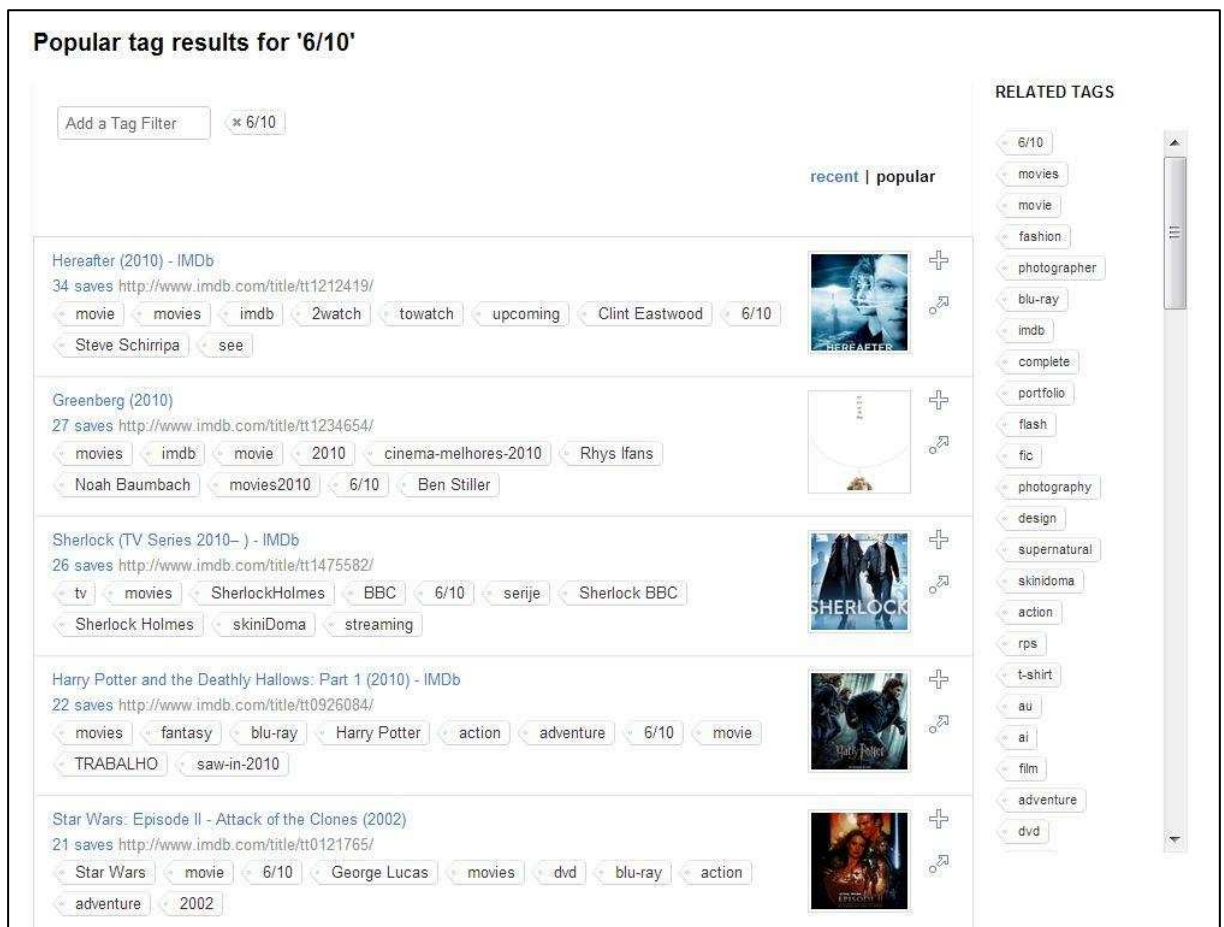 Popular tag results for '6/10'
Add a Tag Filter
× 6/10
recent | popular
Hereafter (2010) - IMDb
34 saves http://www.imdb.com/title/tt1212419/
movie movies imdb 2watch towatch upcoming Clint Eastwood 6/10
Steve Schirripa see
HEREAFTER
Greenberg (2010)
27 saves http://www.imdb.com/title/tt1234654/
movies imdb movie 2010 cinema-melhores-2010 Rhys Ifans
Noah Baumbach movies2010 6/10 Ben Stiller
Sherlock (TV Series 2010– ) - IMDb
26 saves http://www.imdb.com/title/tt1475582/
tv movies SherlockHolmes BBC 6/10 serije Sherlock BBC
Sherlock Holmes skiniDoma streaming
SHERLOCK
Harry Potter and the Deathly Hallows: Part 1 (2010) - IMDb
22 saves http://www.imdb.com/title/tt0926084/
movies fantasy blu-ray Harry Potter action adventure 6/10 movie
TRABALHO saw-in-2010
Harry Potter
Star Wars: Episode II - Attack of the Clones (2002)
21 saves http://www.imdb.com/title/tt0121765/
Star Wars movie 6/10 George Lucas movies dvd blu-ray action
adventure 2002
EPISODE II
RELATED TAGS
6/10
movies
movie
fashion
photographer
blu-ray
imdb
complete
portfolio
flash
fic
photography
design
supernatural
skinidoma
action
rps
t-shirt
au
ai
film
adventure
dvd